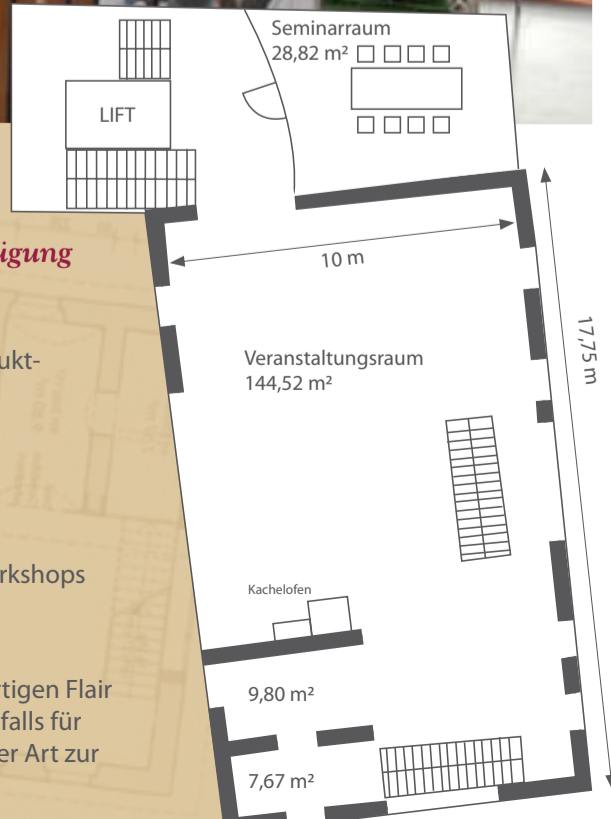 Seminarraum
28,82 m²
LIFT
igung
10 m
17,75 m
ukt-
Veranstaltungsraum
144,52 m²
rkshops
Kachelofen
rtigen Flair
9,80 m²
falls für
er Art zur
7,67 m²